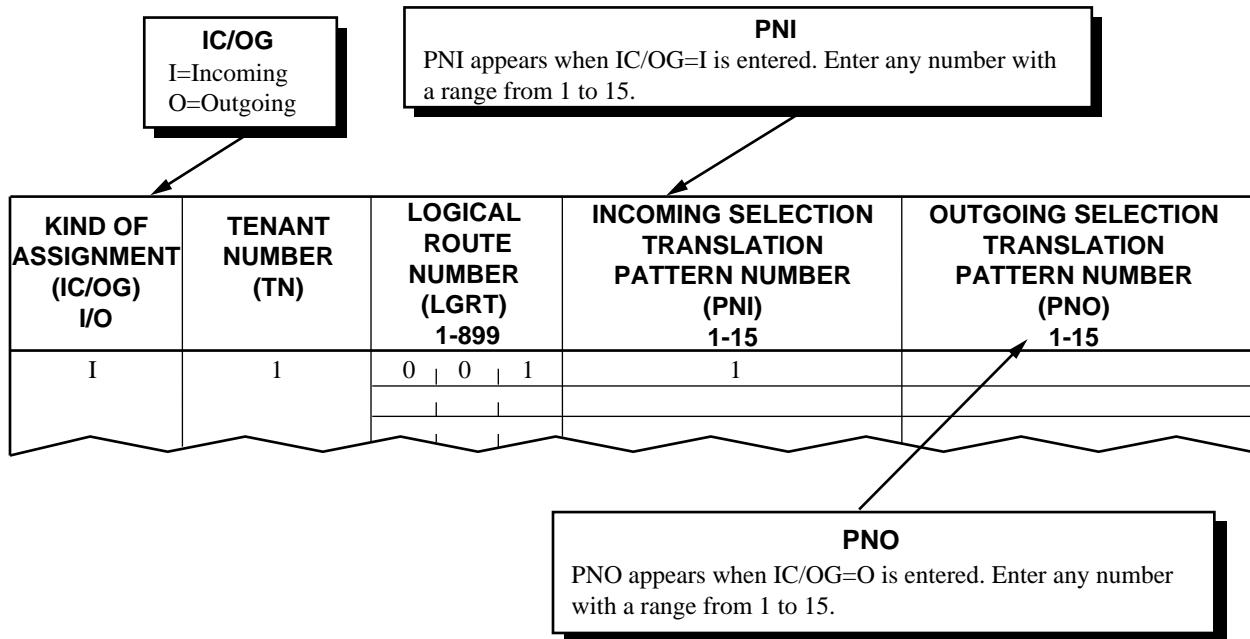 IC/OG
I=Incoming
O=Outgoing
PNI
PNI appears when IC/OG=I is entered. Enter any number with
a range from 1 to 15.
KIND OF
ASSIGNMENT
(IC/OG)
I/O
TENANT
NUMBER
(TN)
LOGICAL
ROUTE
NUMBER
(LGRT)
1-899
INCOMING SELECTION
TRANSLATION
PATTERN NUMBER
(PNI)
1-15
OUTGOING SELECTION
TRANSLATION
PATTERN NUMBER
(PNO)
1-15
I 1 0 0 1 1
PNO
PNO appears when IC/OG=O is entered. Enter any number
with a range from 1 to 15.